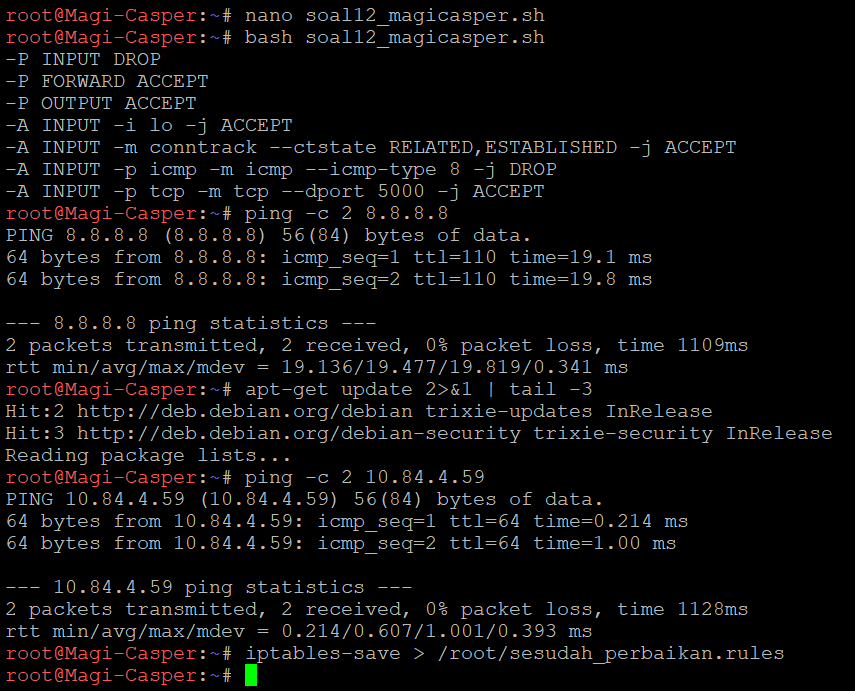 root@Magi-Casper:~# nano soal12_magicasper.sh
root@Magi-Casper:~# bash soal12_magicasper.sh
-P INPUT DROP
-P FORWARD ACCEPT
-P OUTPUT ACCEPT
-A INPUT -i lo -j ACCEPT
-A INPUT -m conntrack --ctstate RELATED,ESTABLISHED -j ACCEPT
-A INPUT -p icmp -m icmp --icmp-type 8 -j DROP
-A INPUT -p tcp -m tcp --dport 5000 -j ACCEPT
root@Magi-Casper:~# ping -c 2 8.8.8.8
PING 8.8.8.8 (8.8.8.8) 56(84) bytes of data.
64 bytes from 8.8.8.8: icmp_seq=1 ttl=110 time=19.1 ms
64 bytes from 8.8.8.8: icmp_seq=2 ttl=110 time=19.8 ms

--- 8.8.8.8 ping statistics ---
2 packets transmitted, 2 received, 0% packet loss, time 1109ms
rtt min/avg/max/mdev = 19.136/19.477/19.819/0.341 ms
root@Magi-Casper:~# apt-get update 2>&1 | tail -3
Hit:2 http://deb.debian.org/debian trixie-updates InRelease
Hit:3 http://deb.debian.org/debian-security trixie-security InRelease
Reading package lists...
root@Magi-Casper:~# ping -c 2 10.84.4.59
PING 10.84.4.59 (10.84.4.59) 56(84) bytes of data.
64 bytes from 10.84.4.59: icmp_seq=1 ttl=64 time=0.214 ms
64 bytes from 10.84.4.59: icmp_seq=2 ttl=64 time=1.00 ms

--- 10.84.4.59 ping statistics ---
2 packets transmitted, 2 received, 0% packet loss, time 1128ms
rtt min/avg/max/mdev = 0.214/0.607/1.001/0.393 ms
root@Magi-Casper:~# iptables-save > /root/sesudah_perbaikan.rules
root@Magi-Casper:~#